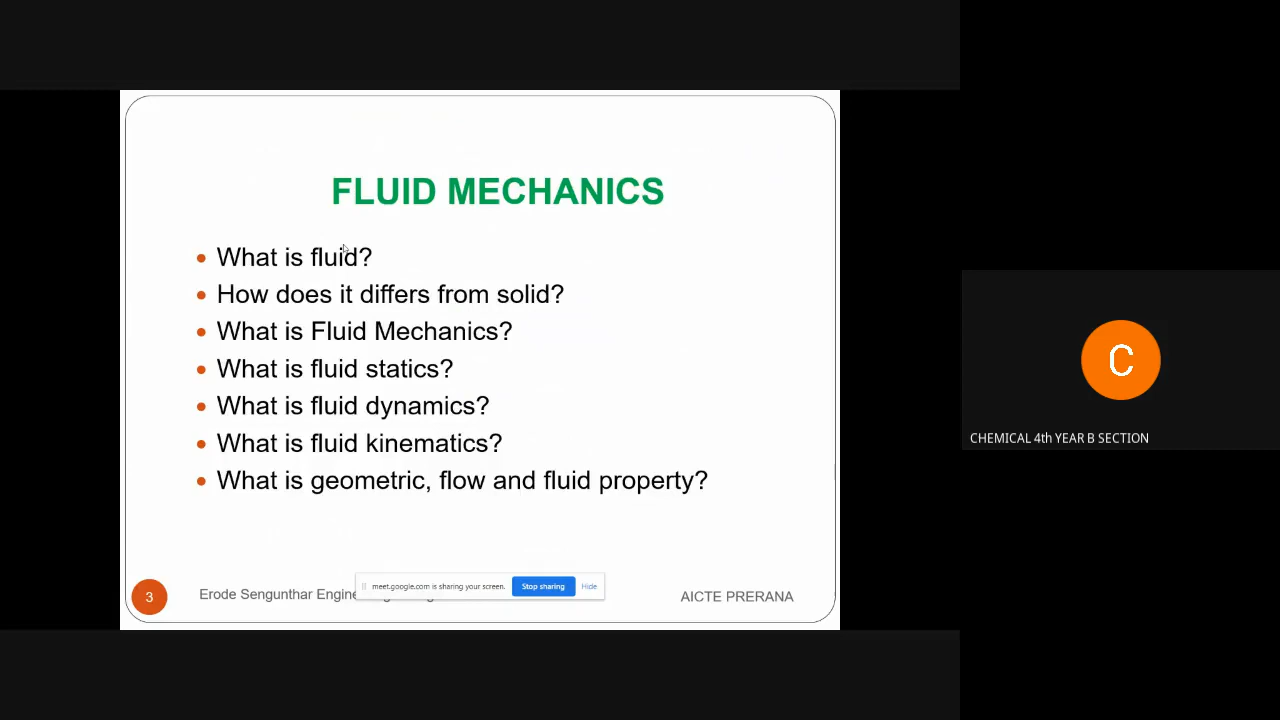 FLUID MECHANICS
What is fluid?
How does it differs from solid?
What is Fluid Mechanics?
What is fluid statics?
What is fluid dynamics?
What is fluid kinematics?
What is geometric, flow and fluid property?
C
CHEMICAL 4th YEAR B SECTION
meet.google.com is sharing your screen. Stop sharing Hide
3 Erode Sengunthar AICTE PRERANA